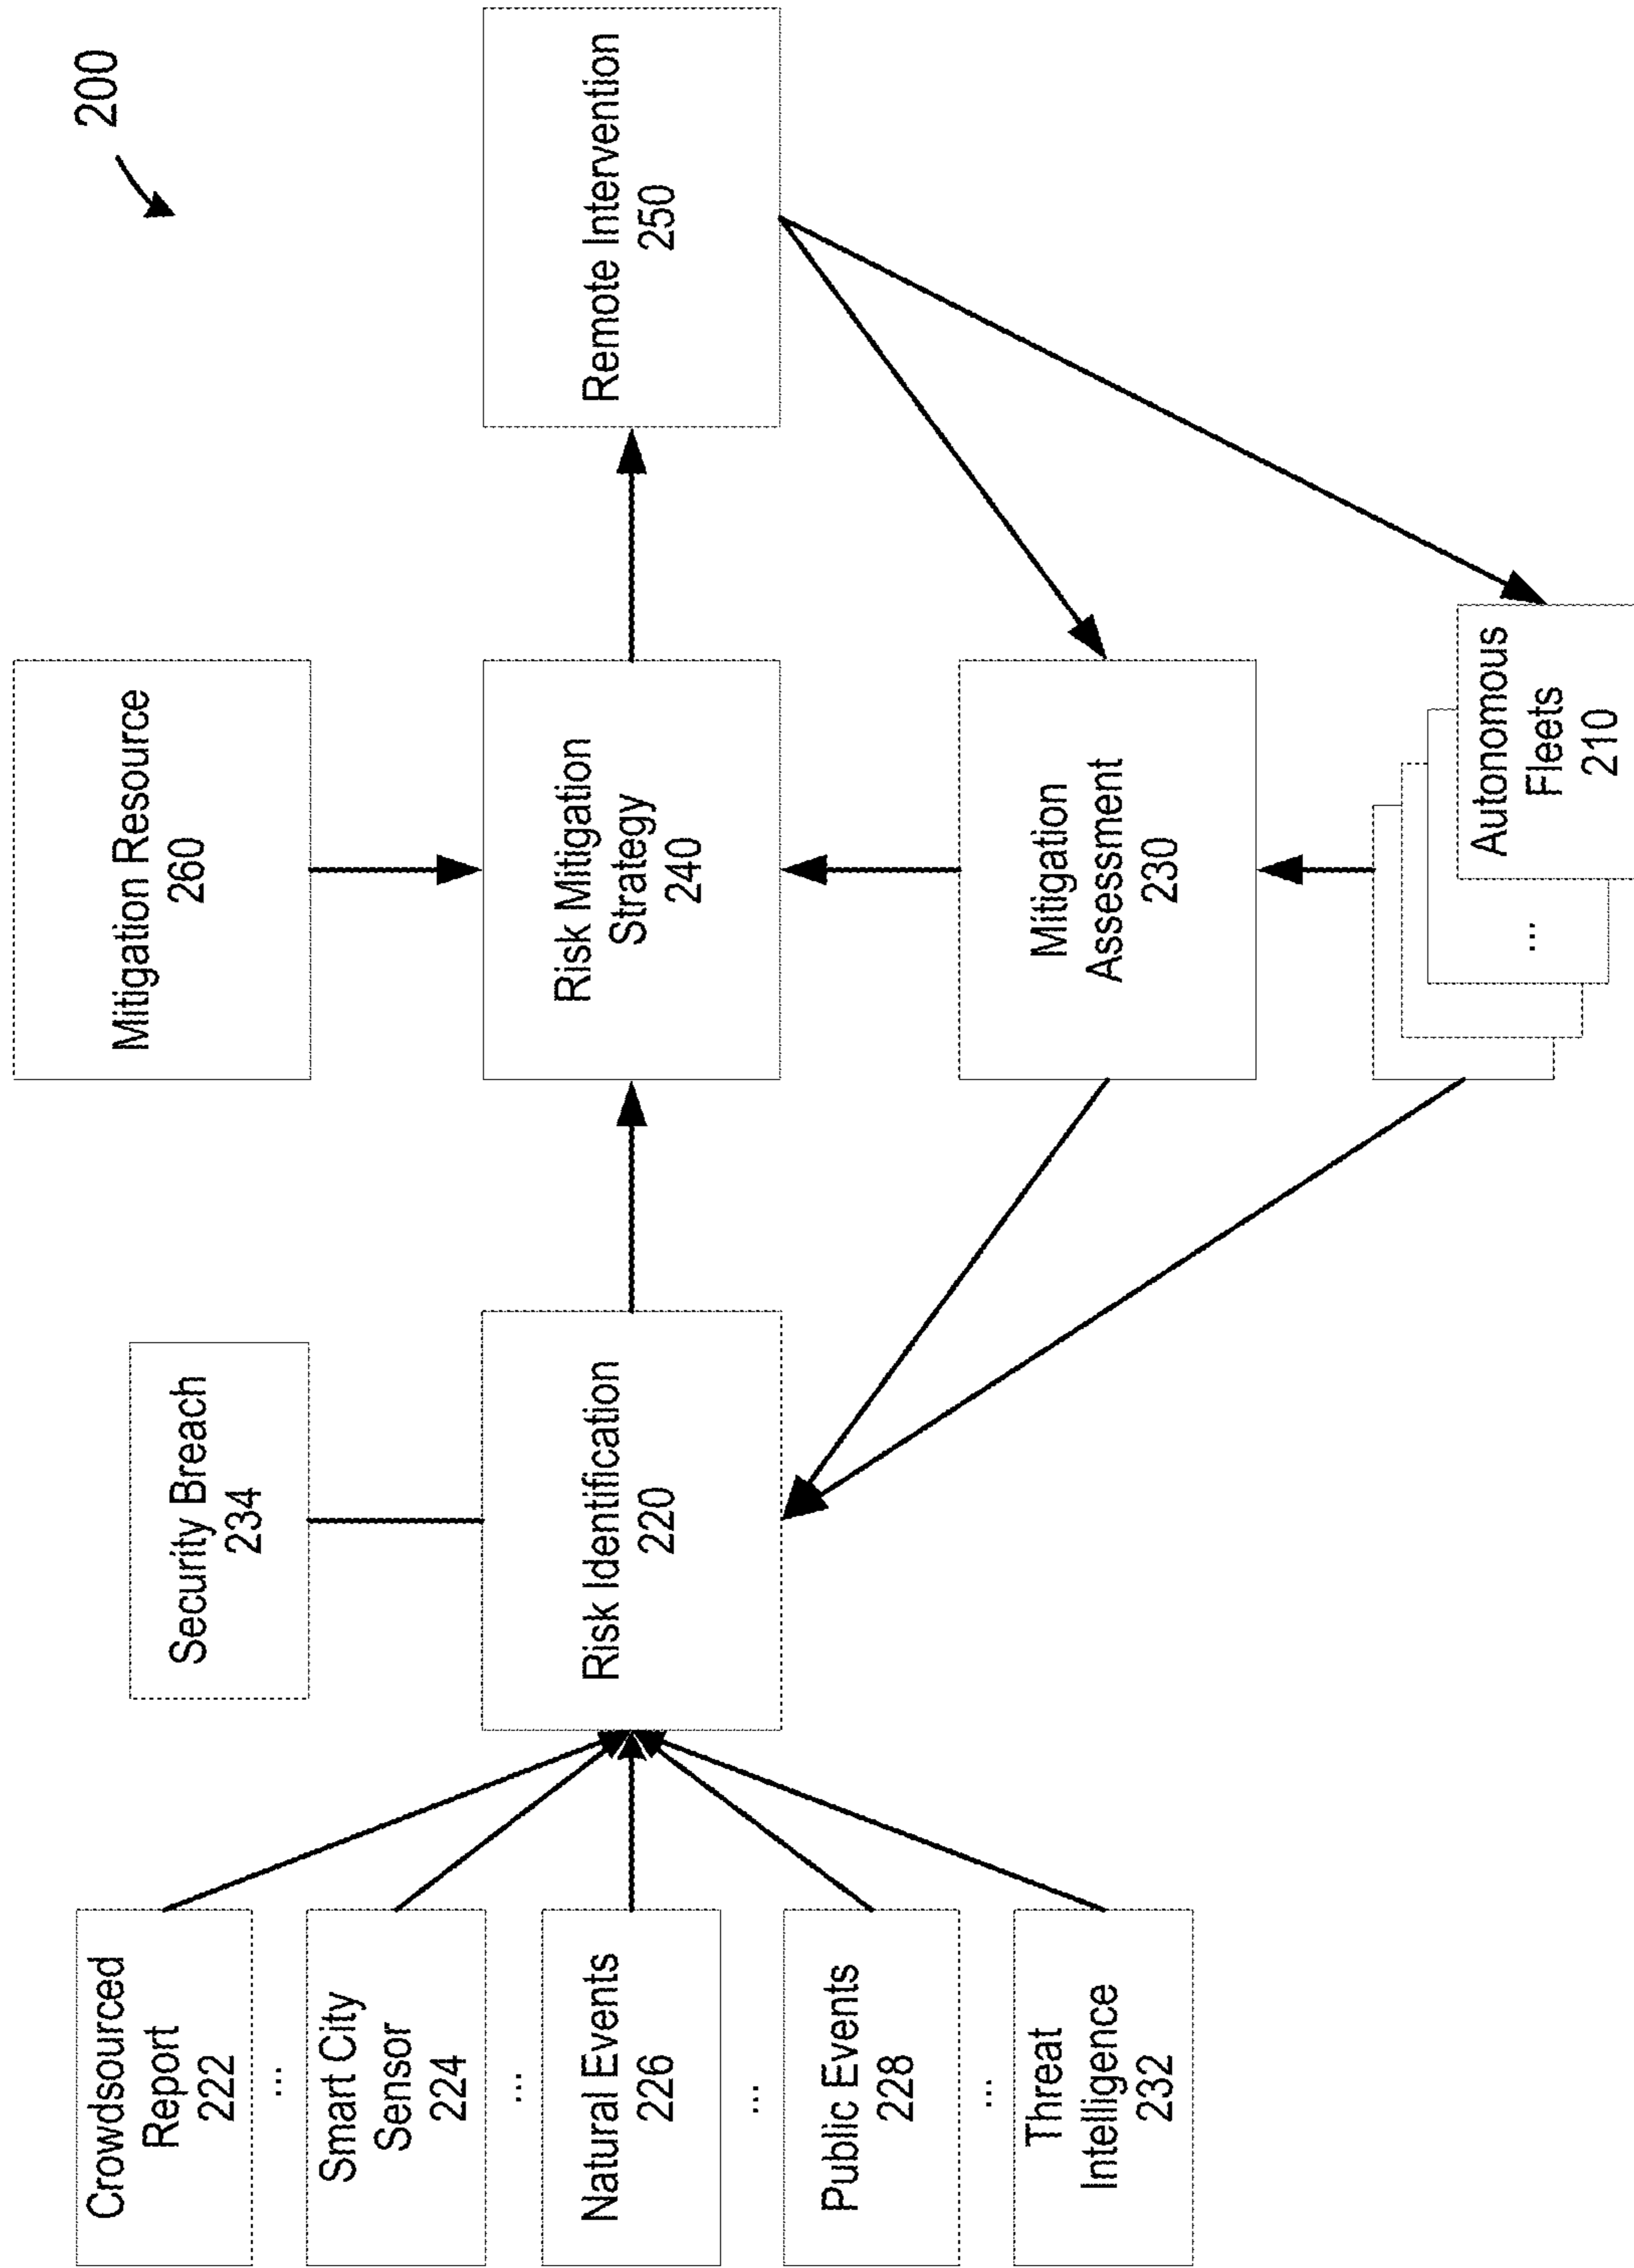 200
Crowdsourced
Report
222
...
Smart City
Sensor
224
...
Natural Events
226
...
Public Events
228
...
Threat
Intelligence
232
Security Breach
234
Risk Identification
220
Mitigation Resource
260
Risk Mitigation
Strategy
240
Mitigation
Assessment
230
...
Autonomous
Fleets
210
Remote Intervention
250